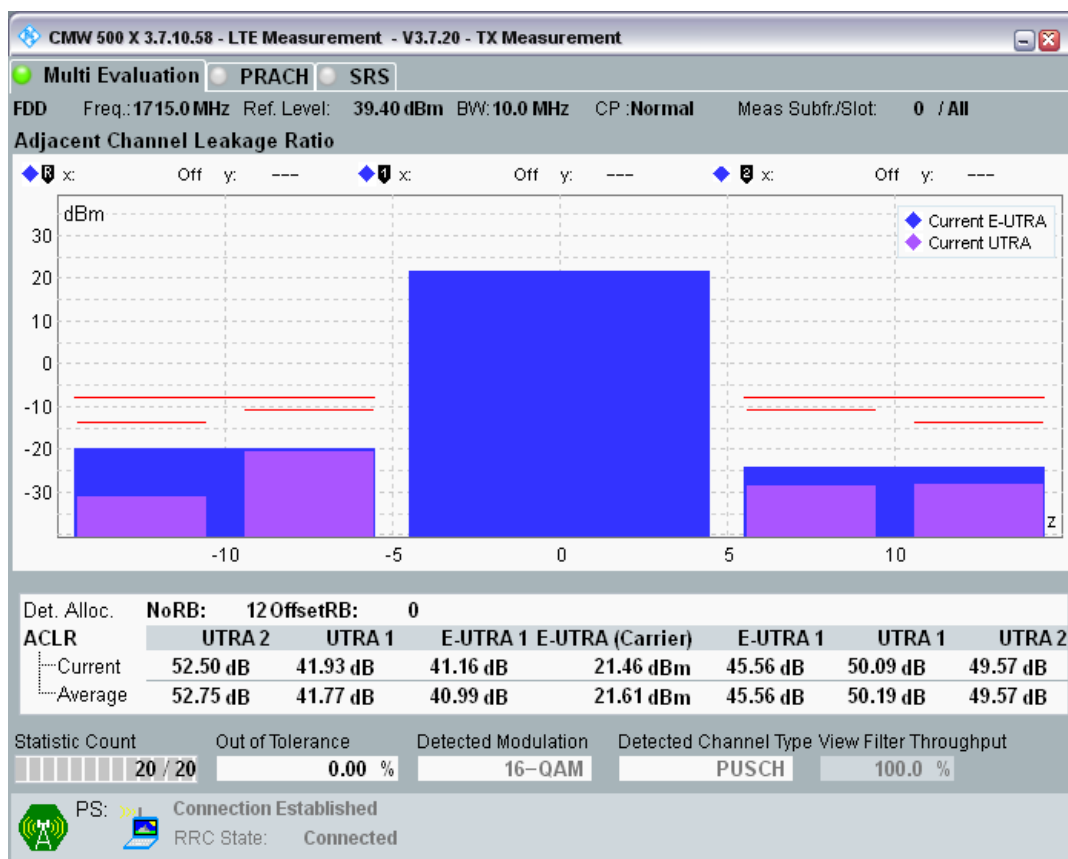 CMW 500 X 3.7.10.58 - LTE Measurement - V3.7.20 - TX Measurement
Multi Evaluation PRACH SRS
FDD Freq.: 1715.0 MHz Ref. Level: 39.40 dBm BW: 10.0 MHz CP : Normal Meas Subfr./Slot: 0 / All
Adjacent Channel Leakage Ratio
R x: Off y: --- 1 x: Off y: --- 2 x: Off y: ---
dBm
Current E-UTRA
Current UTRA
30
20
10
0
-10
-20
-30
z
-10 -5 0 5 10
Det. Alloc. NoRB: 12 OffsetRB: 0
ACLR UTRA 2 UTRA 1 E-UTRA 1 E-UTRA (Carrier) E-UTRA 1 UTRA 1 UTRA 2
Current 52.50 dB 41.93 dB 41.16 dB 21.46 dBm 45.56 dB 50.09 dB 49.57 dB
Average 52.75 dB 41.77 dB 40.99 dB 21.61 dBm 45.56 dB 50.19 dB 49.57 dB
Statistic Count Out of Tolerance Detected Modulation Detected Channel Type View Filter Throughput
20 / 20 0.00 % 16-QAM PUSCH 100.0 %
PS: Connection Established
RRC State: Connected